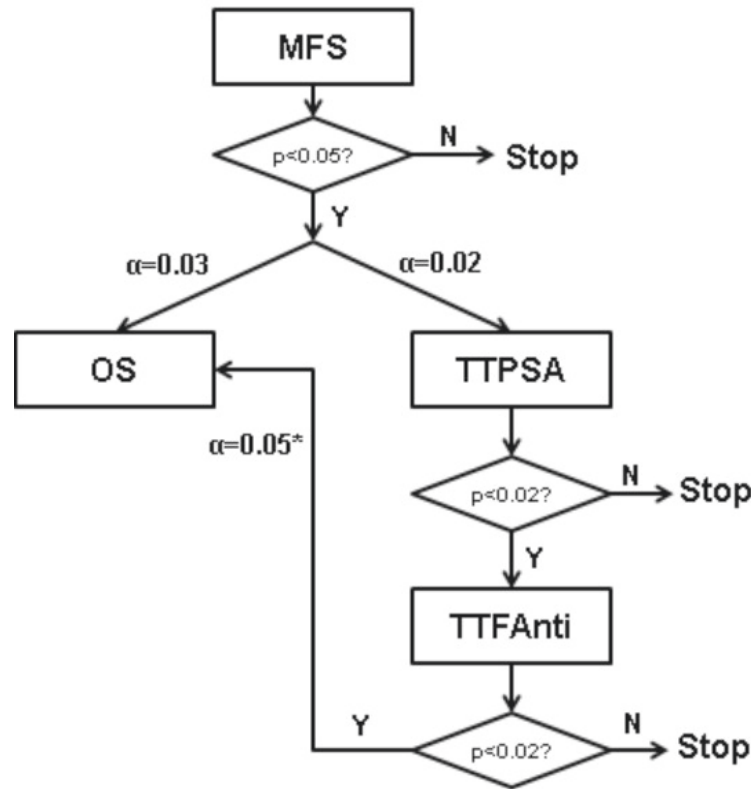 MFS
p<0.05?
N
Stop
Y
α=0.03
α=0.02
OS
TTPSA
α=0.05*
p<0.02?
N
Stop
Y
TTFAnti
Y
p<0.02?
N
Stop